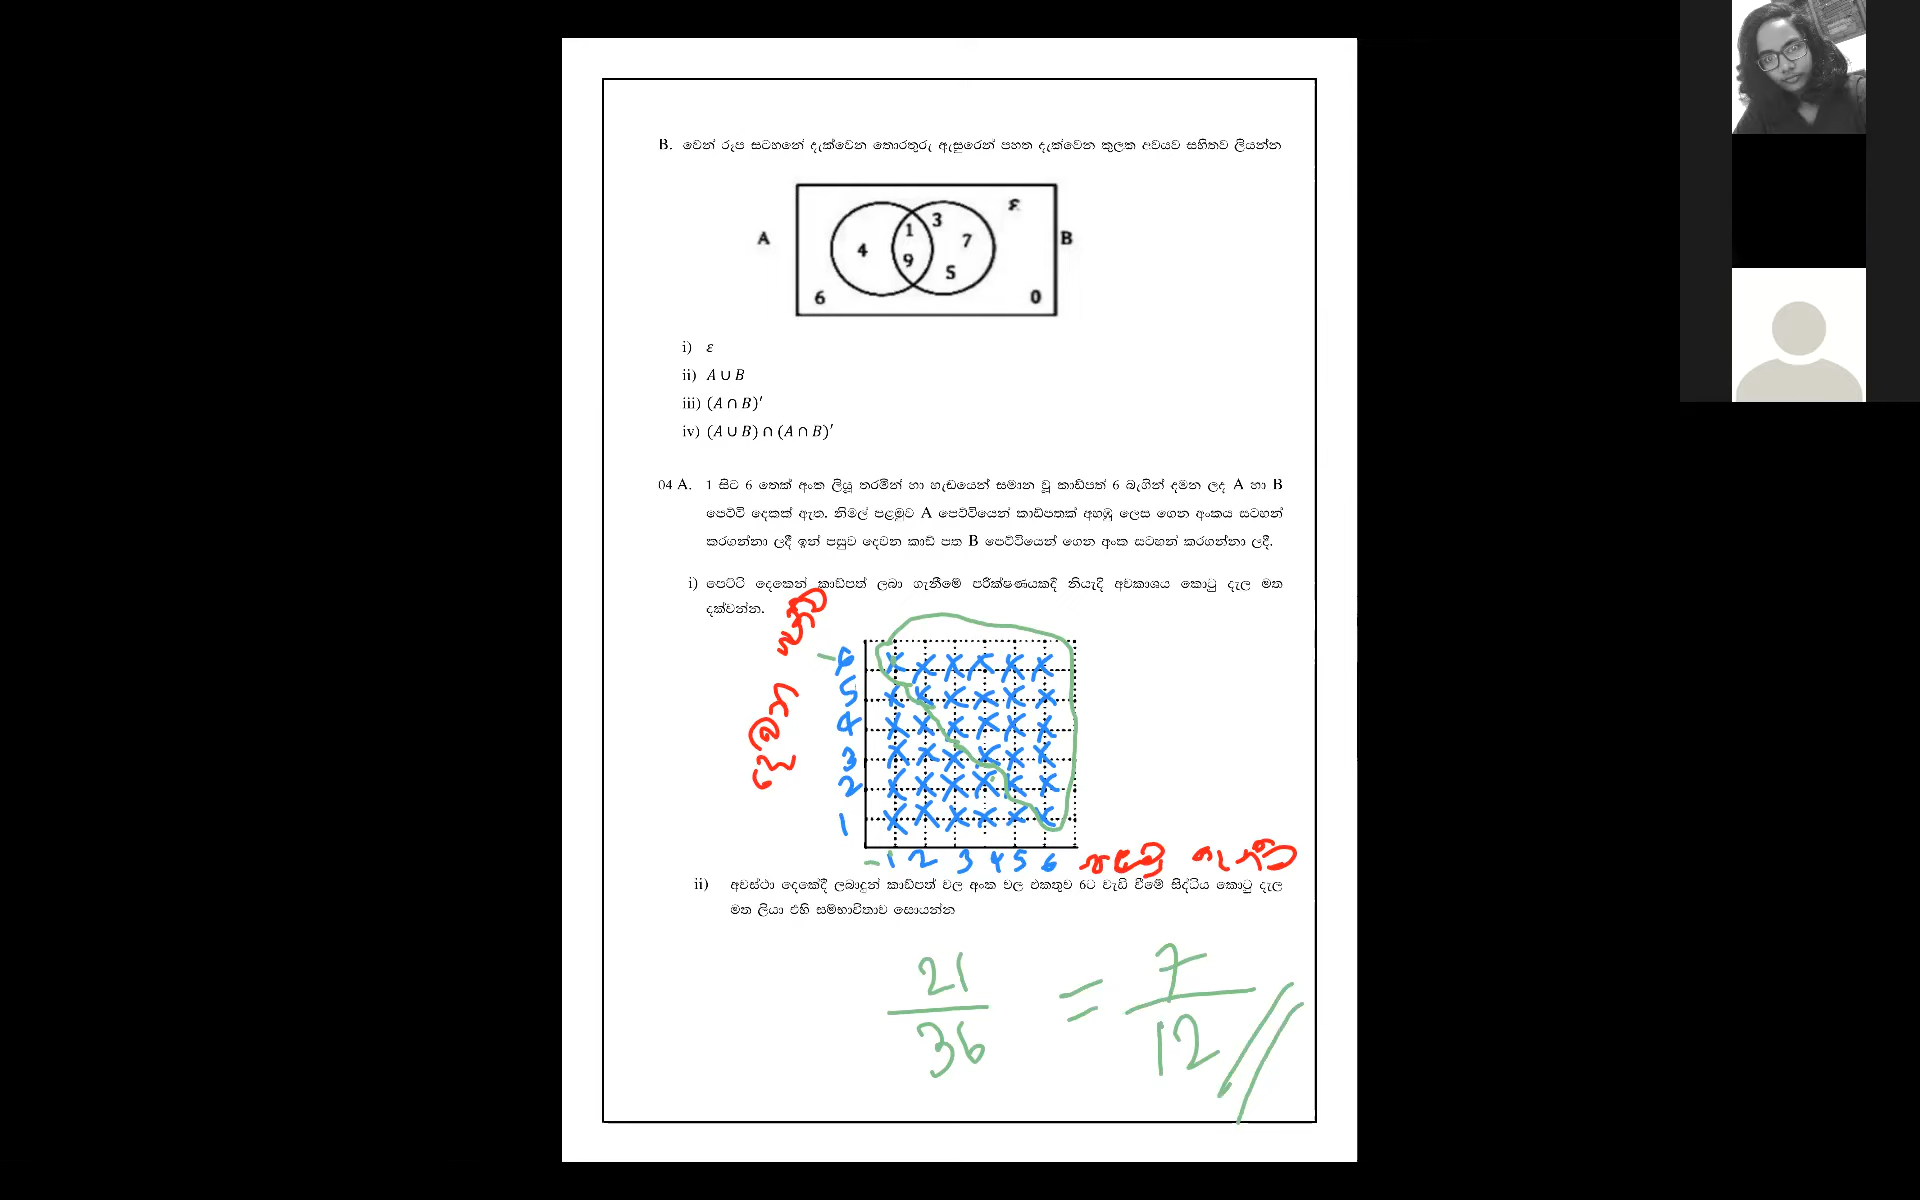 B. වෙන් රූප සටහනේ දැක්වෙන තොරතුරු ඇසුරෙන් පහත දැක්වෙන කුලක අවයව සහිතව ලියන්න
ε
3
1
A
B
7
4
9
5
6
0
i) ε
ii) A ∪ B
iii) (A ∩ B)′
iv) (A ∪ B) ∩ (A ∩ B)′
04 A. 1 සිට 6 තෙක් අංක ලියූ තරමින් හා හැඩයෙන් සමාන වූ කාඩ්පත් 6 බැගින් දමන ලද A හා B
පෙට්ටි දෙකක් ඇත. නිමල් පළමුව A පෙට්ටියෙන් කාඩ්පතක් අහඹු ලෙස ගෙන අංකය සටහන්
කරගන්නා ලදී ඉන් පසුව දෙවන කාඩ් පත B පෙට්ටියෙන් ගෙන අංක සටහන් කරගන්නා ලදී.
i) පෙට්ටි දෙකෙන් කාඩ්පත් ලබා ගැනීමේ පරීක්ෂණයකදී නියැදි අවකාශය කොටු දැල මත
දක්වන්න.
6
5
4
3
2
1
1 2 3 4 5 6
ii) අවස්ථා දෙකේදී ලබාදුන් කාඩ්පත් වල අංක වල එකතුව 6ට වැඩි වීමේ සිද්ධිය කොටු දැල
මත ලියා එහි සම්භාවිතාව සොයන්න
21/36 = 7/12